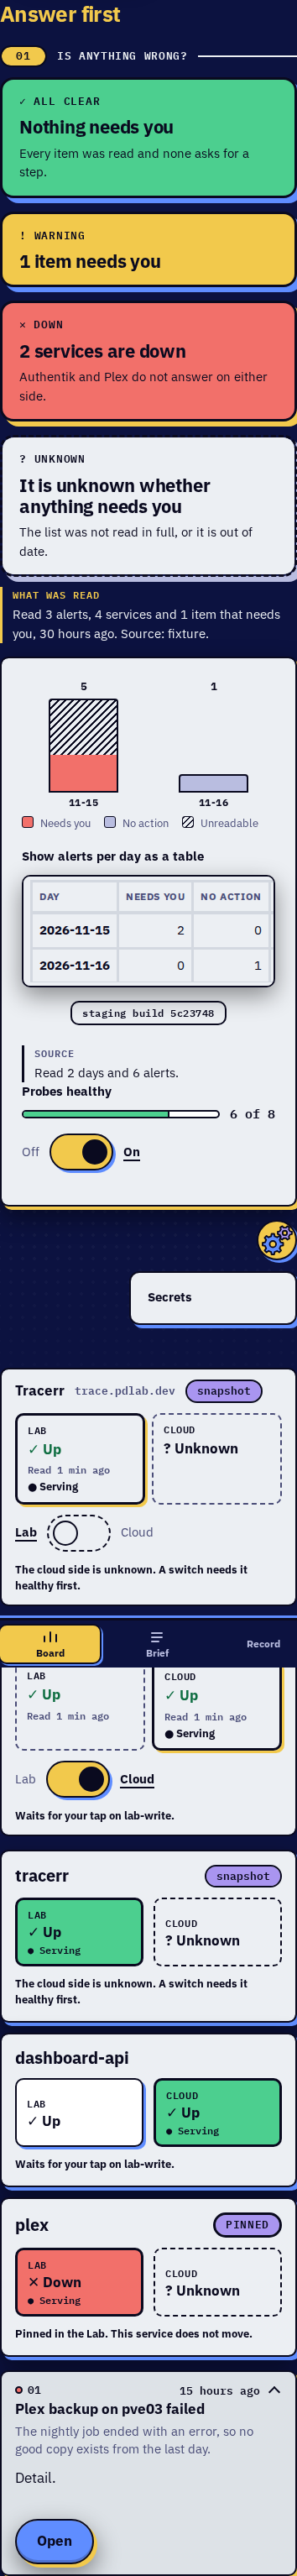 Answer first
01 IS ANYTHING WRONG?
✓ ALL CLEAR
Nothing needs you
Every item was read and none asks for a
step.
! WARNING
1 item needs you
× DOWN
2 services are down
Authentik and Plex do not answer on either
side.
? UNKNOWN
It is unknown whether
anything needs you
The list was not read in full, or it is out of
date.
WHAT WAS READ
Read 3 alerts, 4 services and 1 item that needs
you, 30 hours ago. Source: fixture.
5 1
11-15 11-16
Needs you No action Unreadable
Show alerts per day as a table
DAY NEEDS YOU NO ACTION
2026-11-15 2 0
2026-11-16 0 1
staging build 5c23748
SOURCE
Read 2 days and 6 alerts.
Probes healthy
6 of 8
Off On
Secrets
Tracerr trace.pdlab.dev snapshot
LAB CLOUD
✓ Up ? Unknown
Read 1 min ago
● Serving
Lab Cloud
The cloud side is unknown. A switch needs it
healthy first.
Board Brief Record
LAB CLOUD
✓ Up ✓ Up
Read 1 min ago Read 1 min ago
● Serving
Lab Cloud
Waits for your tap on lab-write.
tracerr snapshot
LAB CLOUD
✓ Up ? Unknown
● Serving
The cloud side is unknown. A switch needs it
healthy first.
dashboard-api
LAB CLOUD
✓ Up ✓ Up
● Serving
Waits for your tap on lab-write.
plex PINNED
LAB CLOUD
✕ Down ? Unknown
● Serving
Pinned in the Lab. This service does not move.
01 15 hours ago
Plex backup on pve03 failed
The nightly job ended with an error, so no
good copy exists from the last day.
Detail.
Open